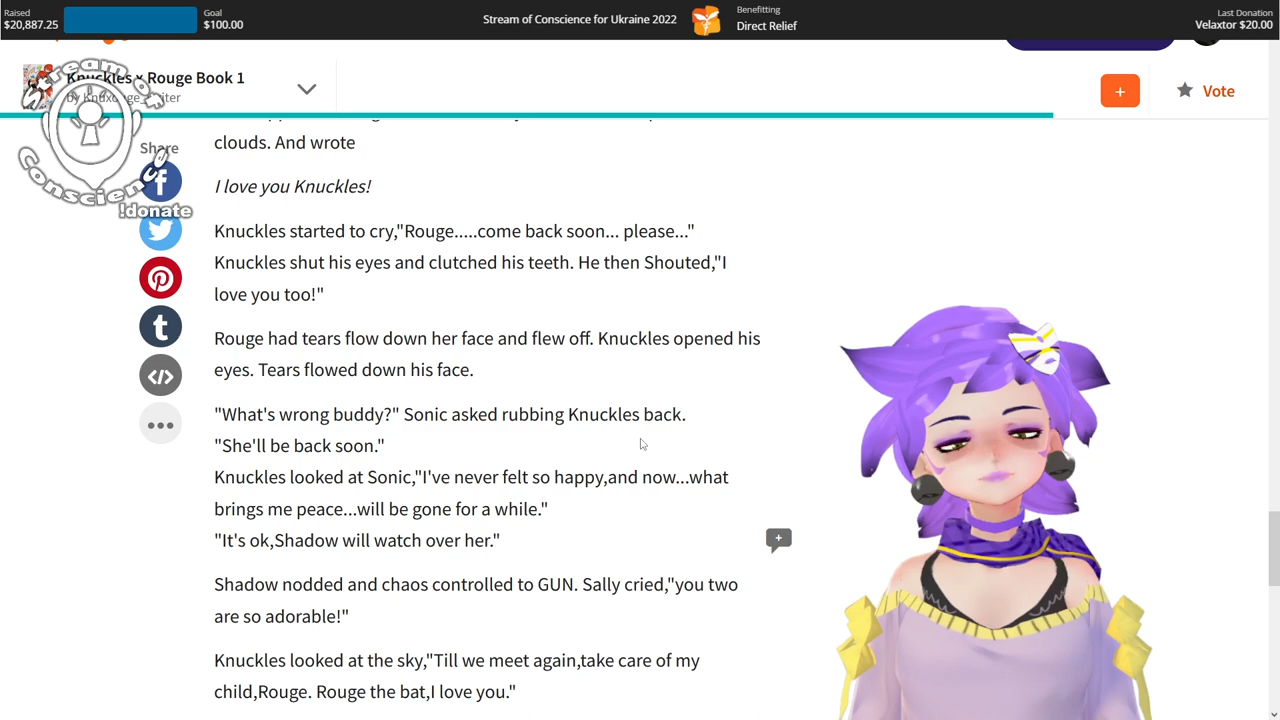 Raised
$20,887.25
Goal
$100.00
Stream of Conscience for Ukraine 2022
Benefitting
Direct Relief
Last Donation
Velaxtor $20.00
Knuckles x Rouge Book 1
+
Vote
Stream of Conscience
!donate
Share
clouds. And wrote
I love you Knuckles!
Knuckles started to cry,"Rouge.....come back soon... please..."
Knuckles shut his eyes and clutched his teeth. He then Shouted,"I
love you too!"
Rouge had tears flow down her face and flew off. Knuckles opened his
eyes. Tears flowed down his face.
"What's wrong buddy?" Sonic asked rubbing Knuckles back.
"She'll be back soon."
Knuckles looked at Sonic,"I've never felt so happy,and now...what
brings me peace...will be gone for a while."
"It's ok,Shadow will watch over her."
+
Shadow nodded and chaos controlled to GUN. Sally cried,"you two
are so adorable!"
Knuckles looked at the sky,"Till we meet again,take care of my
child,Rouge. Rouge the bat,I love you."